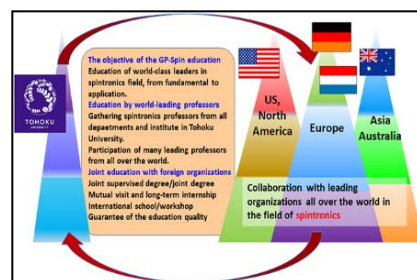 TOHOKU
UNIVERSITY
The objective of the GP-Spin education
Education of world-class leaders in
spintronics field, from fundamental to
application.
Education by world-leading professors
Gathering spintronics professors from all
depaetments and institute in Tohoku
University.
Participation of many leading professors
from all over the world.
Joint education with foreign organizations
Joint supervised degree/joint degree
Mutual visit and long-term internship
International school/workshop
Guarantee of the education quality
US,
North
America
Europe
Asia
Australia
Collaboration with leading
organizations all over the world in
the field of spintronics